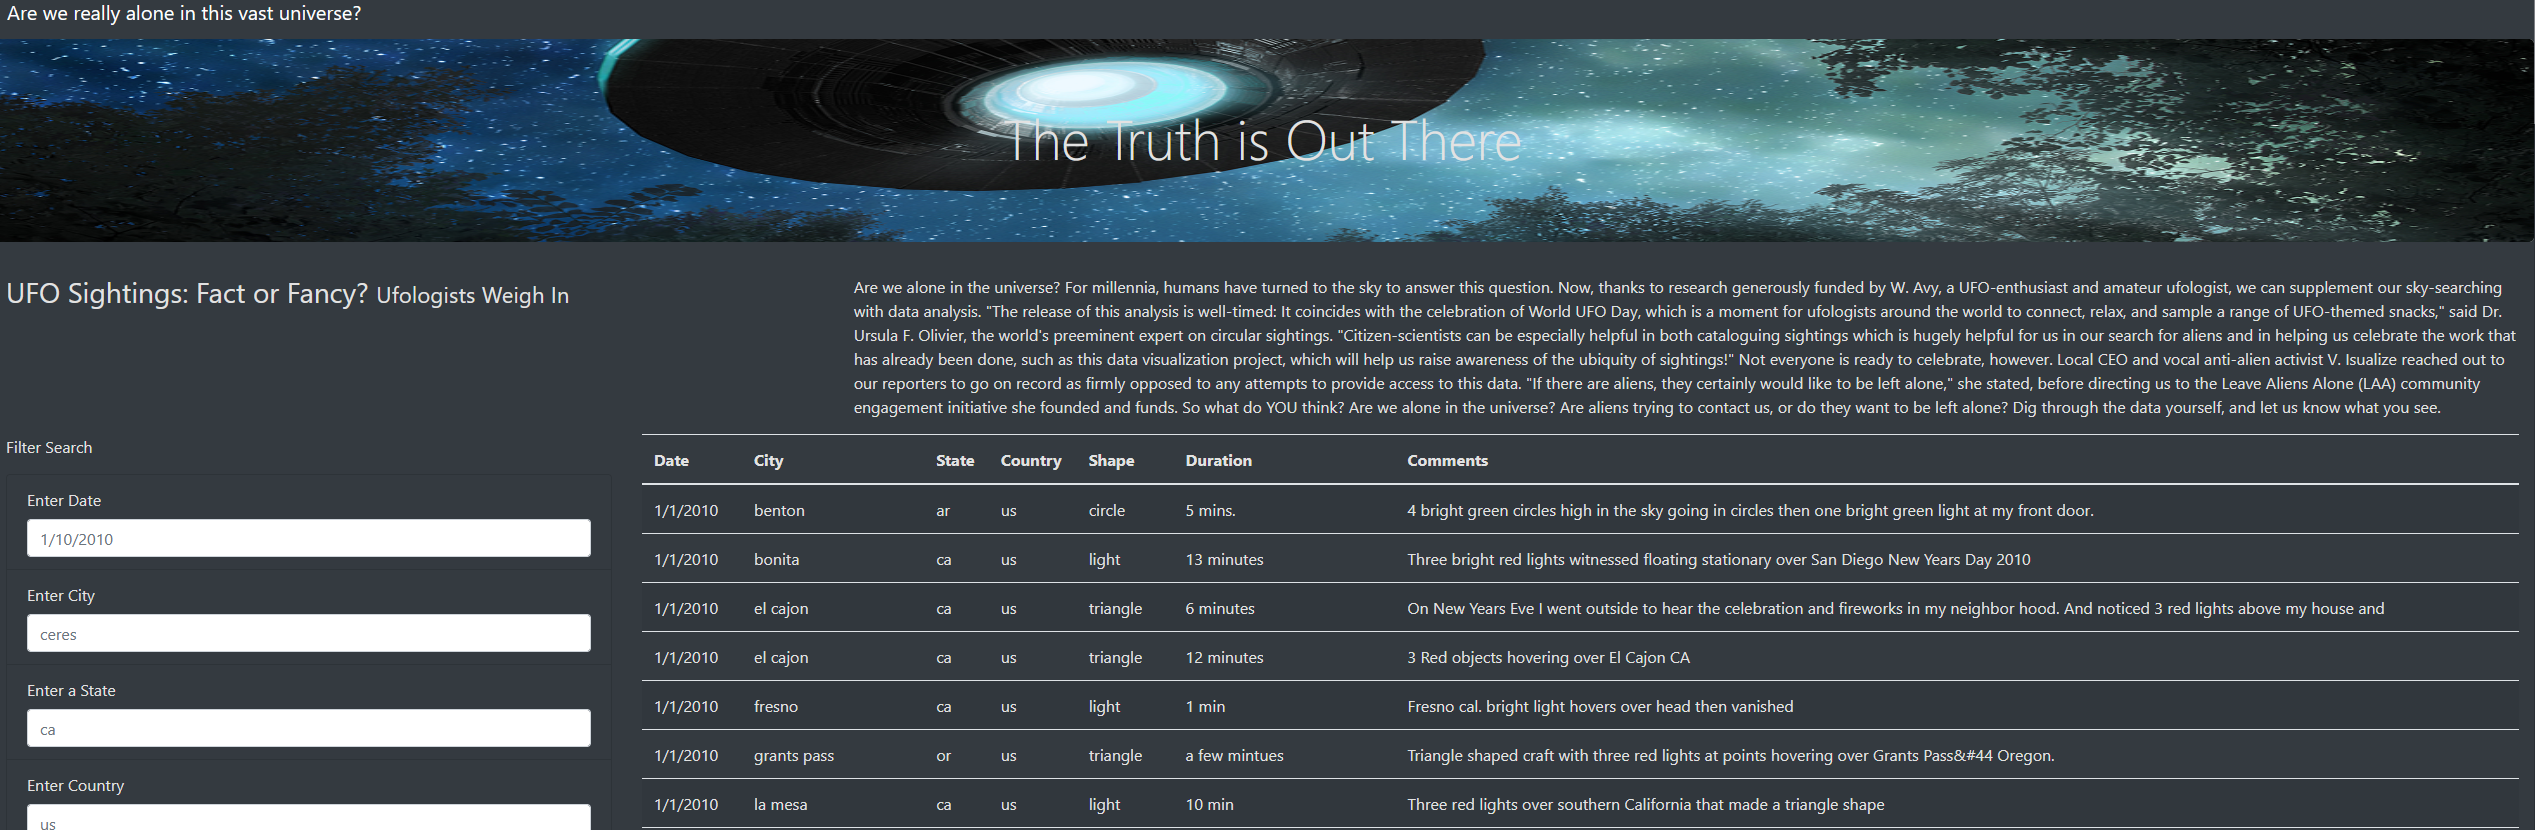 Are we really alone in this vast universe?
The Truth is Out There
UFO Sightings: Fact or Fancy? Ufologists Weigh In
Are we alone in the universe? For millennia, humans have turned to the sky to answer this question. Now, thanks to research generously funded by W. Avy, a UFO-enthusiast and amateur ufologist, we can supplement our sky-searching
with data analysis. "The release of this analysis is well-timed: It coincides with the celebration of World UFO Day, which is a moment for ufologists around the world to connect, relax, and sample a range of UFO-themed snacks," said Dr.
Ursula F. Olivier, the world's preeminent expert on circular sightings. "Citizen-scientists can be especially helpful in both cataloguing sightings which is hugely helpful for us in our search for aliens and in helping us celebrate the work that
has already been done, such as this data visualization project, which will help us raise awareness of the ubiquity of sightings!" Not everyone is ready to celebrate, however. Local CEO and vocal anti-alien activist V. Isualize reached out to
our reporters to go on record as firmly opposed to any attempts to provide access to this data. "If there are aliens, they certainly would like to be left alone," she stated, before directing us to the Leave Aliens Alone (LAA) community
engagement initiative she founded and funds. So what do YOU think? Are we alone in the universe? Are aliens trying to contact us, or do they want to be left alone? Dig through the data yourself, and let us know what you see.
Filter Search
Enter Date
1/10/2010
Enter City
ceres
Enter a State
ca
Enter Country
us
Date City State Country Shape Duration Comments
1/1/2010 benton ar us circle 5 mins. 4 bright green circles high in the sky going in circles then one bright green light at my front door.
1/1/2010 bonita ca us light 13 minutes Three bright red lights witnessed floating stationary over San Diego New Years Day 2010
1/1/2010 el cajon ca us triangle 6 minutes On New Years Eve I went outside to hear the celebration and fireworks in my neighbor hood. And noticed 3 red lights above my house and
1/1/2010 el cajon ca us triangle 12 minutes 3 Red objects hovering over El Cajon CA
1/1/2010 fresno ca us light 1 min Fresno cal. bright light hovers over head then vanished
1/1/2010 grants pass or us triangle a few mintues Triangle shaped craft with three red lights at points hovering over Grants Pass&#44 Oregon.
1/1/2010 la mesa ca us light 10 min Three red lights over southern California that made a triangle shape